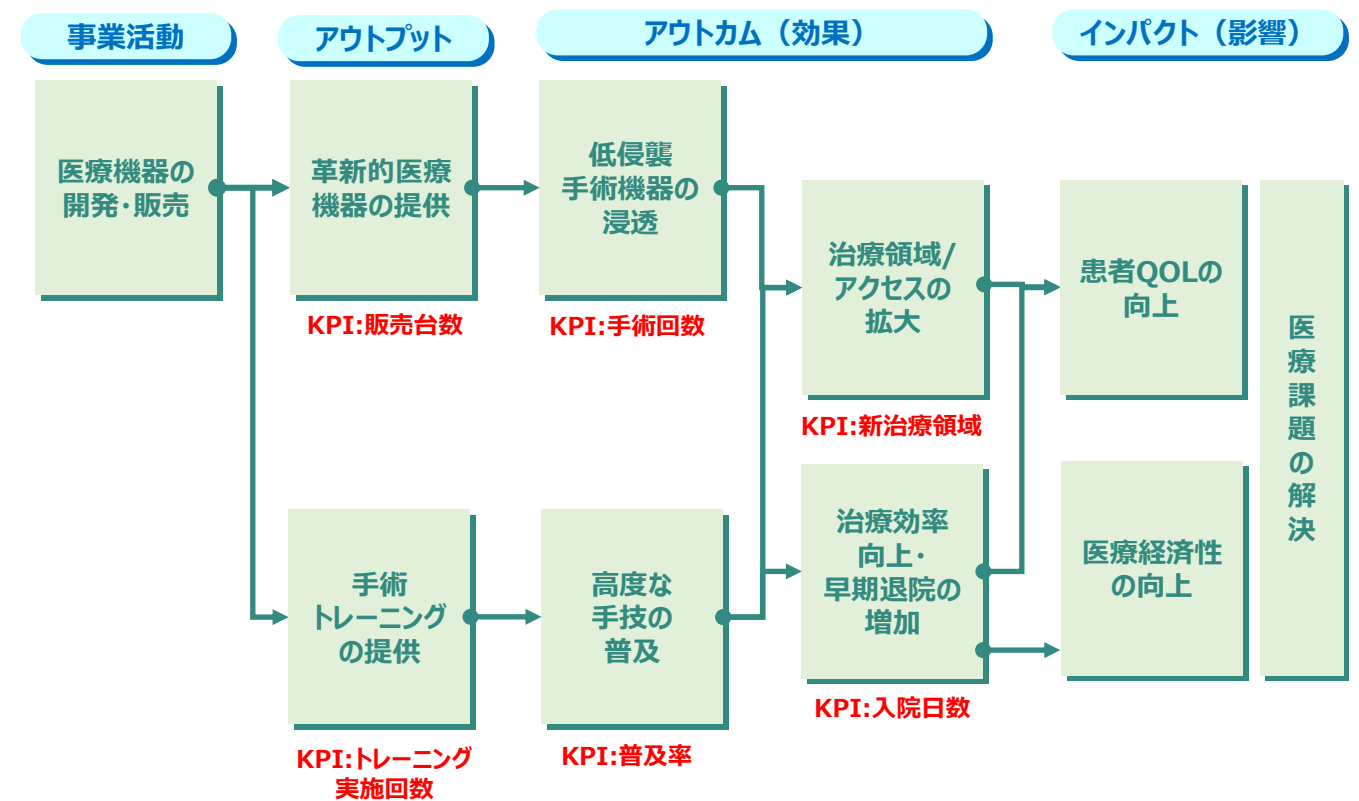 事業活動
アウトプット
アウトカム（効果）
インパクト（影響）
医療機器の
開発･販売
革新的医療
機器の提供
KPI:販売台数
低侵襲
手術機器の
浸透
KPI:手術回数
治療領域/
アクセスの
拡大
KPI:新治療領域
患者QOLの
向上
手術
トレーニング
の提供
KPI:トレーニング
実施回数
高度な
手技の
普及
KPI:普及率
治療効率
向上･
早期退院の
増加
KPI:入院日数
医療経済性
の向上
医療課題の解決